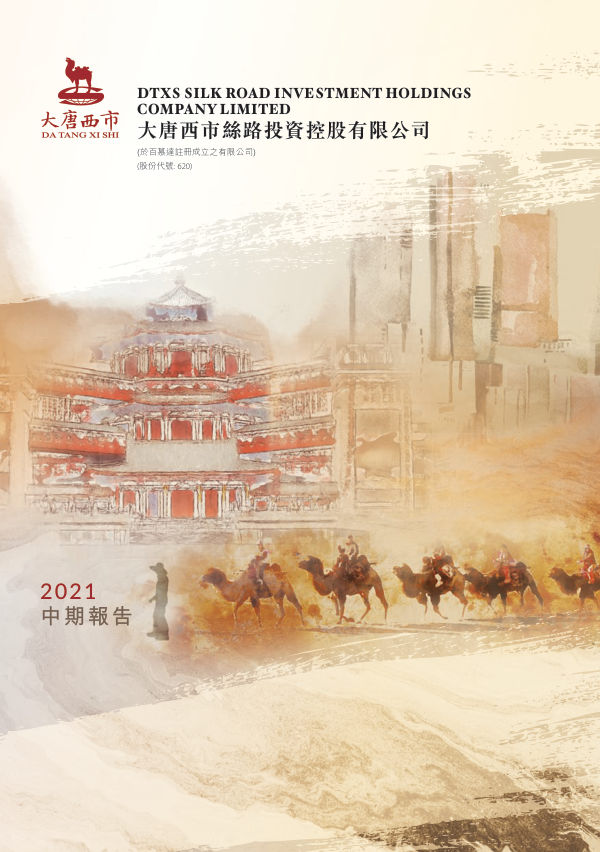 大唐西市
DA TANG XI SHI
DTXS SILK ROAD INVESTMENT HOLDINGS
COMPANY LIMITED
大唐西市絲路投資控股有限公司
(於百慕達註冊成立之有限公司)
(股份代號: 620)
2021
中期報告